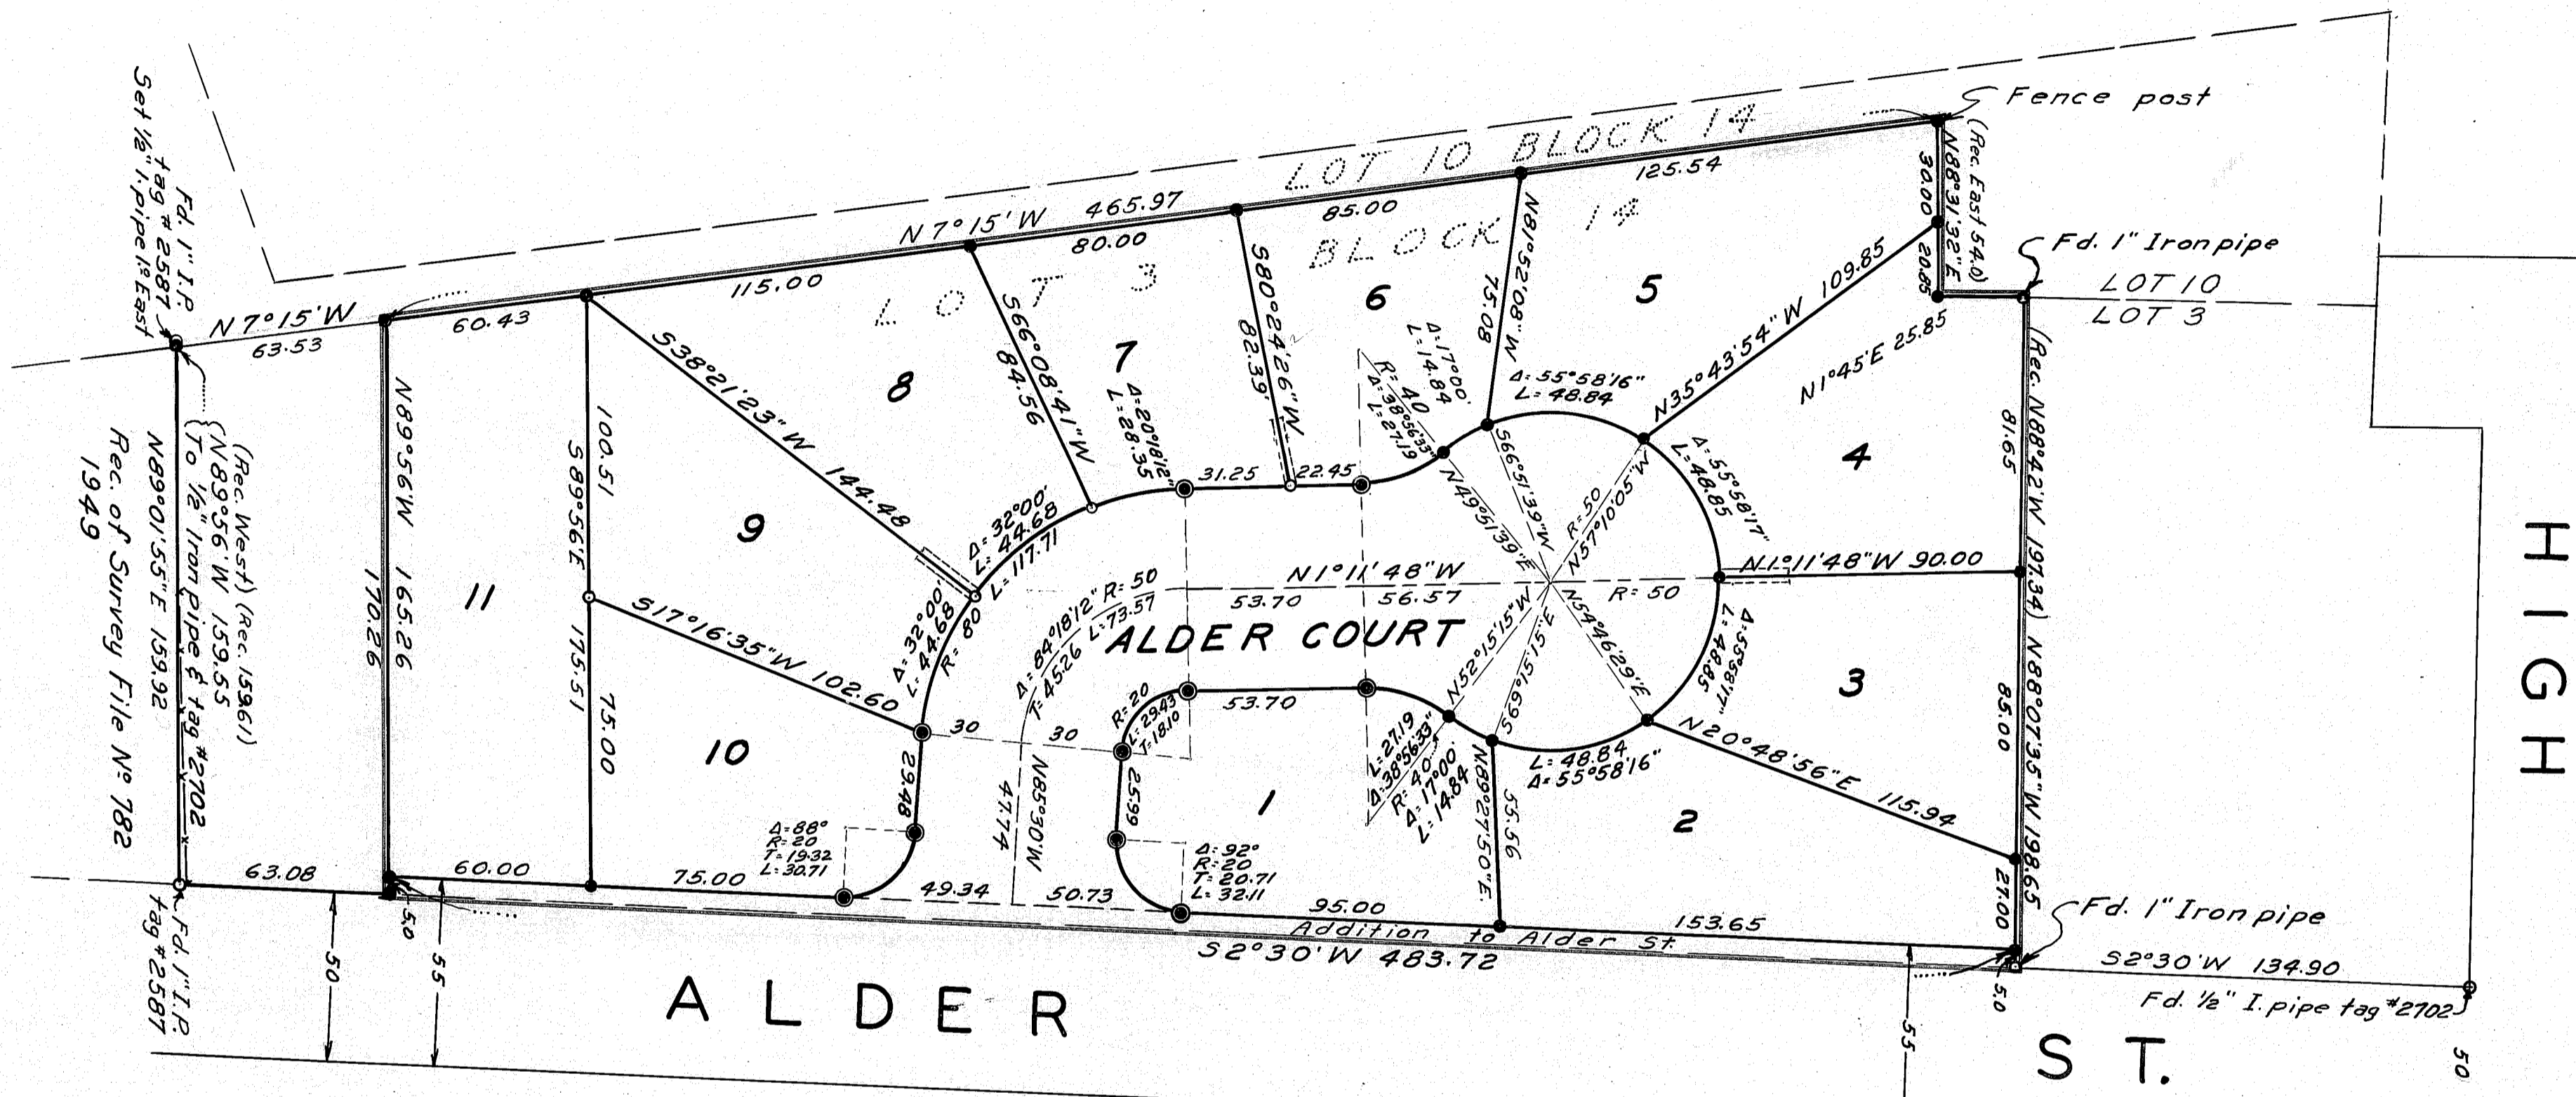 Fence post
(Rec. East 54.0)
N88°31'32"E
30.00
20.85
LOT 10 BLOCK 14
125.54
N 7°15' W 465.97
85.00
80.00
115.00
60.43
N 7°15' W
63.53
LOT 3
BLOCK 14
Fd. 1" Iron pipe
LOT 10
LOT 3
Set 1/2" I. pipe 1.0 East
Fd. 1" I.P.
tag # 2587
N89°56'W 165.26
170.26
(Rec. West) (Rec. 159.61)
(N89°56'W 159.55
(To 1/2" Iron pipe & tag #2702
N89°01'55"E 159.92
Rec. of Survey File No 782
1949
11
100.51
S89°56'E 175.51
75.00
S38°21'23"W 144.48
9
8
S66°08'41"W
84.56
7
Δ=20°18'12"
L=28.35
S80°24'26"W
82.39'
6
N81°52'08"W
75.08
5
Δ=17°00'
L=14.84
R=40
Δ=38°56'33"
L=27.19
Δ=55°58'16"
L=48.84
N35°43'54"W 109.85
N1°45'E 25.85
4
Δ=55°58'17"
L=48.85
(Rec. N88°42'W 197.34) N88°07'35"W 198.65
81.65
85.00
27.00
HIGH
31.25
22.45
N49°51'39"E
S66°51'39"W
R=50
N57°10'05"W
N1°11'48"W
53.70
56.57
R=50
N1°11'48"W 90.00
Δ=32°00'
L=44.68
L=117.71
Δ=32°00'
L=44.68
R=80
Δ=84°18'12" R=50
T=45.26 L=73.57
ALDER COURT
N52°15'15"W
S69°15'15"E
N54°46'29"E
Δ=55°58'17"
L=48.85
3
S17°16'35"W 102.60
10
30
30
R=20
L=29.43
T=18.10
53.70
L=27.19
Δ=38°56'33"
R=40
Δ=17°00'
L=14.84
L=48.84
Δ=55°58'16"
N20°48'56"E 115.94
29.48
N85°30'W
47.74
25.99
1
N89°27'50"E
55.56
2
Δ=88°
R=20
T=19.32
L=30.71
Δ=92°
R=20
T=20.71
L=32.11
63.08
60.00
75.00
49.34
50.73
95.00
153.65
Addition to Alder St.
S2°30'W 483.72
5.0
50
55
Fd. 1" I.P.
tag #2587
Fd. 1" Iron pipe
S2°30'W 134.90
Fd. 1/2" I. pipe tag #2702
5.0
55
50
ALDER ST.